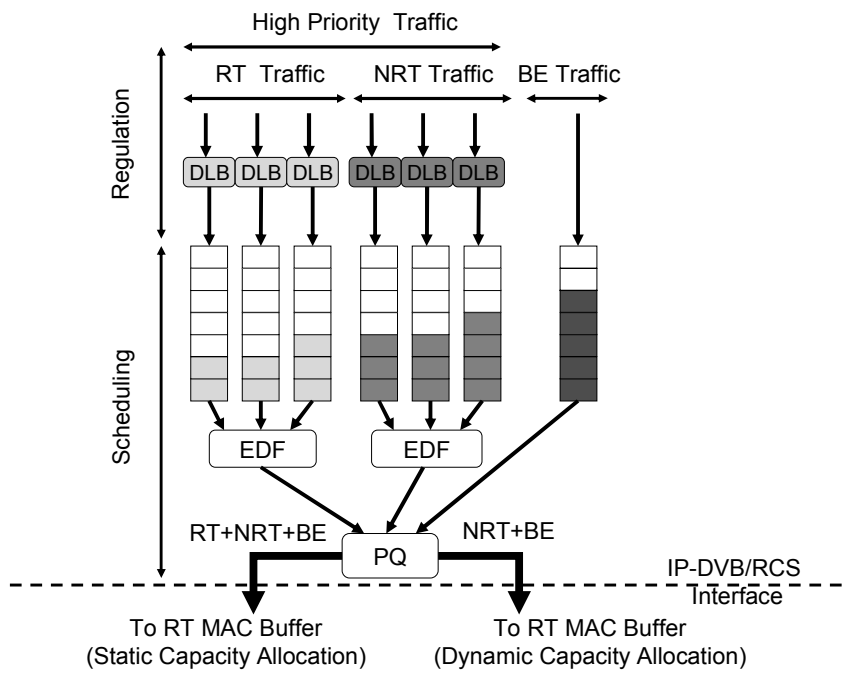 High Priority Traffic
RT Traffic
NRT Traffic
BE Traffic
Regulation
DLB
DLB
DLB
DLB
DLB
DLB
Scheduling
EDF
EDF
RT+NRT+BE
PQ
NRT+BE
IP-DVB/RCS
Interface
To RT MAC Buffer
(Static Capacity Allocation)
To RT MAC Buffer
(Dynamic Capacity Allocation)